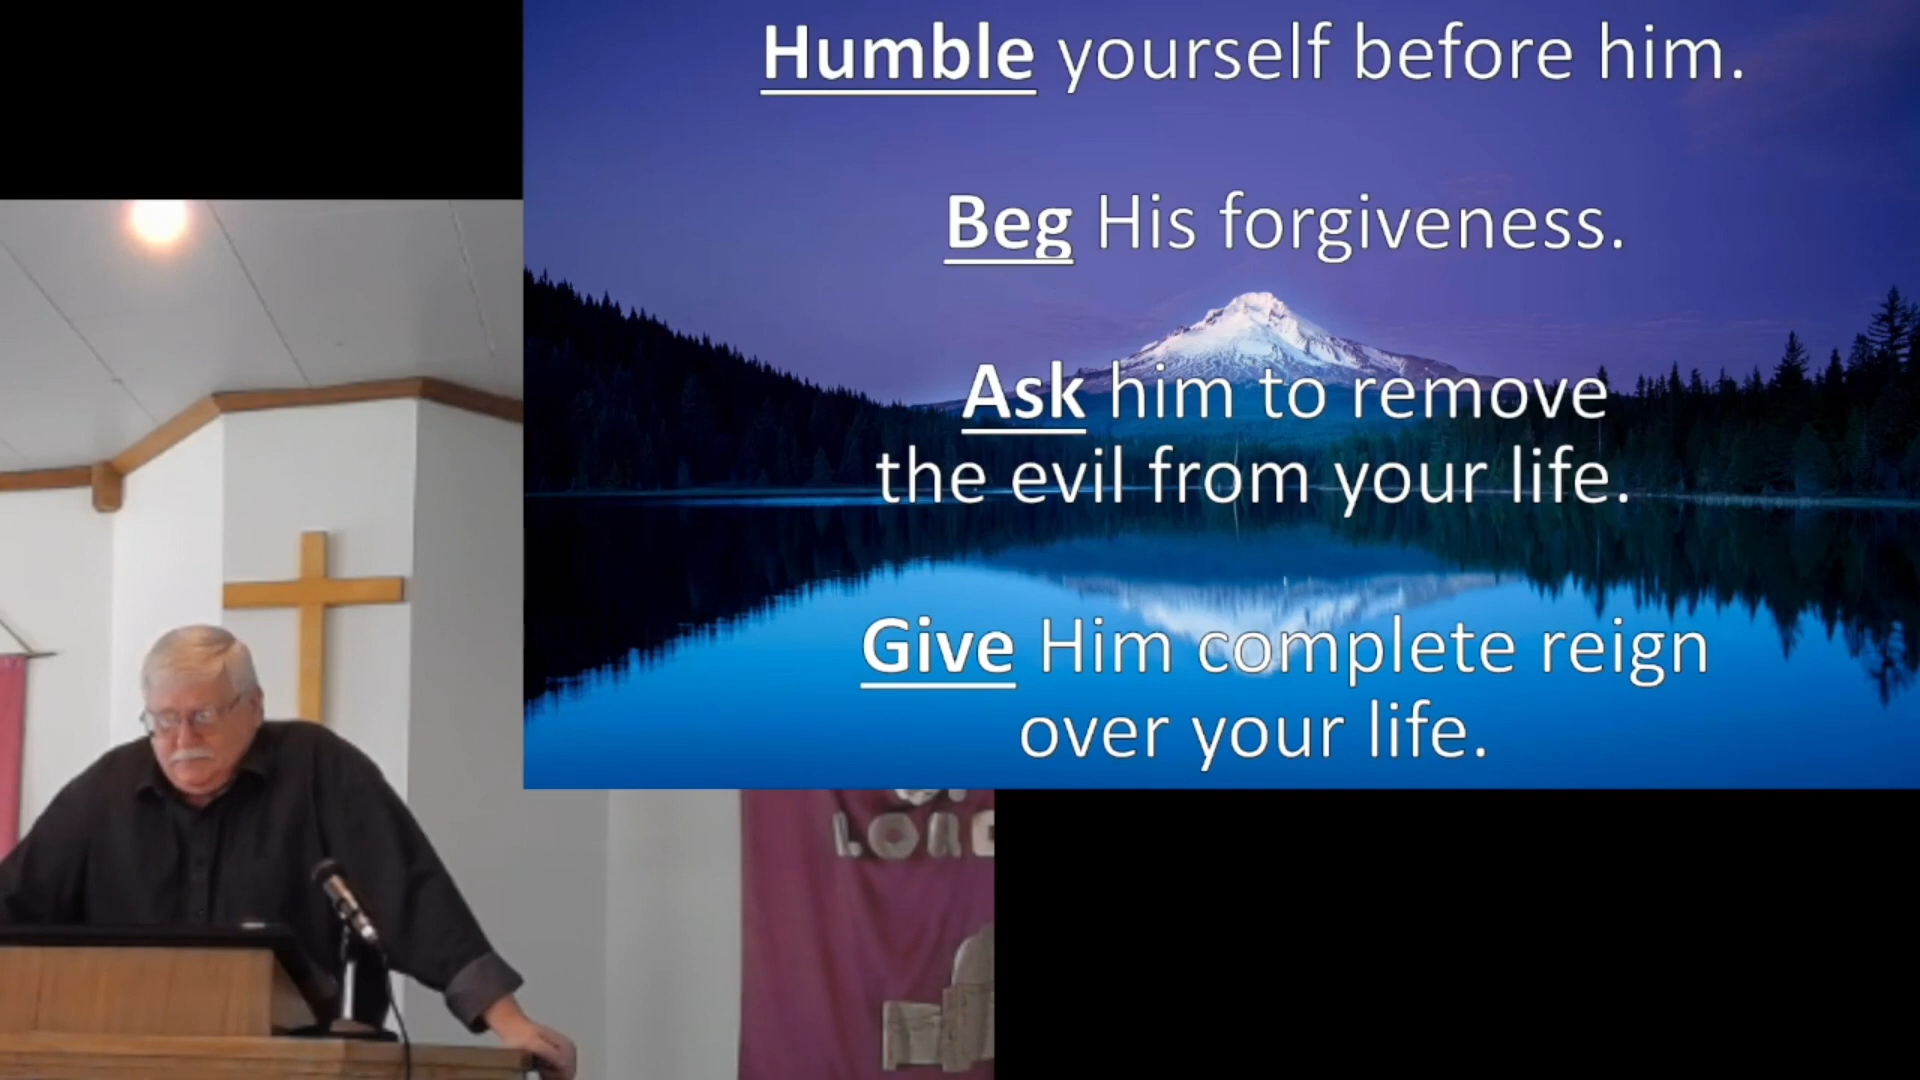 Humble yourself before him.
Beg His forgiveness.
Ask him to remove
the evil from your life.
Give Him complete reign
over your life.